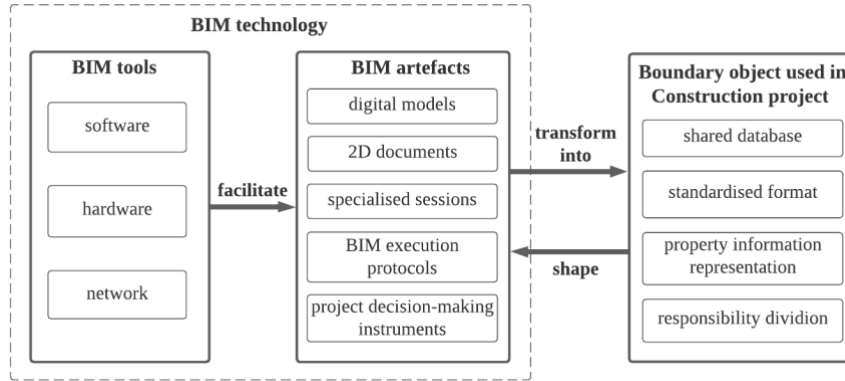 BIM technology
BIM tools
software
hardware
network
facilitate
BIM artefacts
digital models
2D documents
specialised sessions
BIM execution
protocols
project decision-making
instruments
transform
into
shape
Boundary object used in
Construction project
shared database
standardised format
property information
representation
responsibility dividion